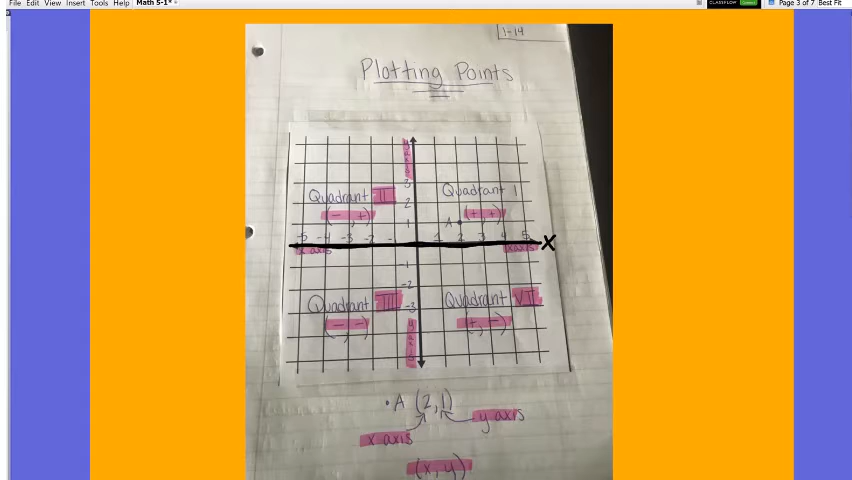 File Edit View Insert Tools Help Math 5-1* Page 3 of 7 Best Fit
1-14
Plotting Points
3
Quadrant II Quadrant I
2
(-, +) A (+, +)
1
-5 -4 -3 -2 -1 1 2 3 4 5 X
x axis x axis
-1
-2
Quadrant III Quadrant VI
-3
(-, -) (+, -)
y axis
• A (2,1)
y axis
x axis
(x, y)